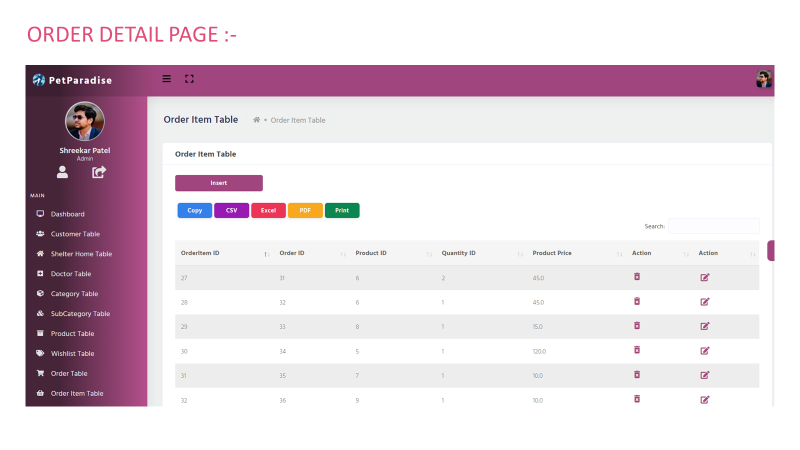 ORDER DETAIL PAGE :-
PetParadise
Shreekar Patel
Admin
MAIN
Dashboard
Customer Table
Shelter Home Table
Doctor Table
Category Table
SubCategory Table
Product Table
Wishlist Table
Order Table
Order Item Table
Order Item Table • Order Item Table
Order Item Table
Insert
Copy CSV Excel PDF Print
Search:
OrderItem ID Order ID Product ID Quantity ID Product Price Action Action
27 31 6 2 45.0
28 32 6 1 45.0
29 33 8 1 15.0
30 34 5 1 120.0
31 35 7 1 10.0
32 36 9 1 10.0